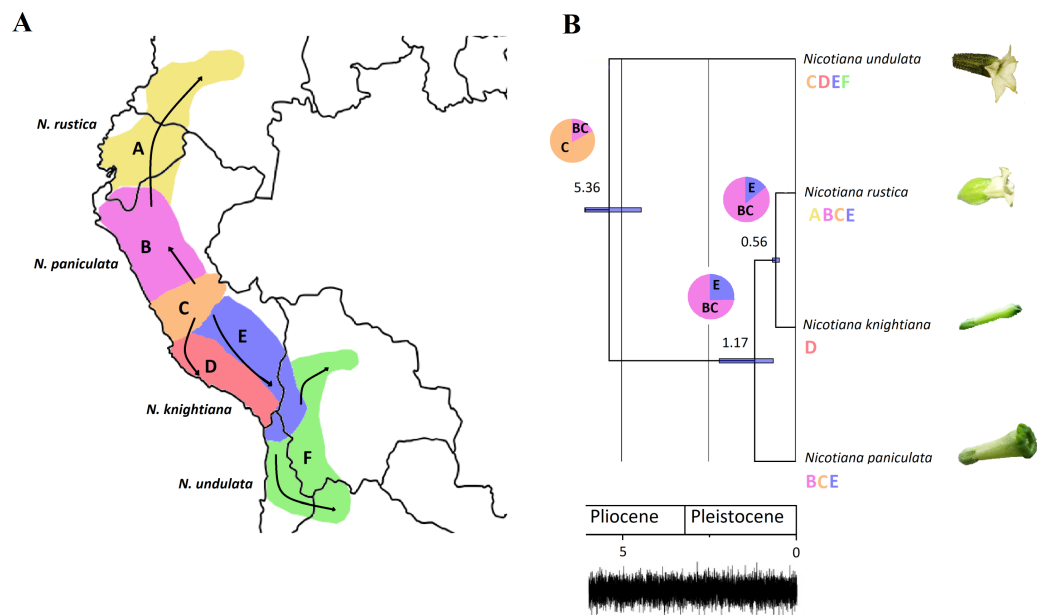 A
N. rustica
A
B
N. paniculata
C
E
D
N. knightiana
F
N. undulata
B
Nicotiana undulata
CDEF
BC
C
5.36
E
BC
Nicotiana rustica
ABCE
0.56
E
BC
Nicotiana knightiana
D
1.17
Nicotiana paniculata
BCE
Pliocene
Pleistocene
5
0